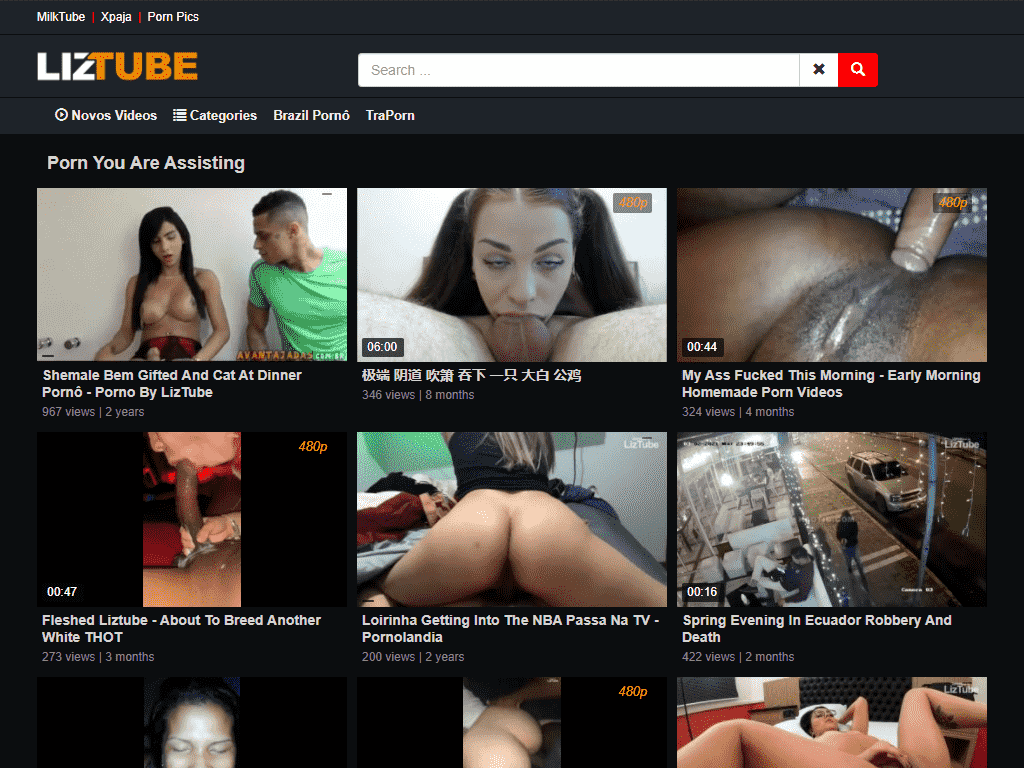 MilkTube | Xpaja | Porn Pics
LIZTUBE
Search ...
Novos Videos Categories Brazil Pornô TraPorn
Porn You Are Assisting
AVANTAJADAS.COM.BR
480p
480p
06:00
00:44
Shemale Bem Gifted And Cat At Dinner
Pornô - Porno By LizTube
967 views | 2 years
极端 阴道 吹箫 吞下 一只 大白 公鸡
346 views | 8 months
My Ass Fucked This Morning - Early Morning
Homemade Porn Videos
324 views | 4 months
480p
LizTube
LizTube
00:47
00:16
Camera 03
Fleshed Liztube - About To Breed Another
White THOT
273 views | 3 months
Loirinha Getting Into The NBA Passa Na TV -
Pornolandia
200 views | 2 years
Spring Evening In Ecuador Robbery And
Death
422 views | 2 months
480p
LizTube